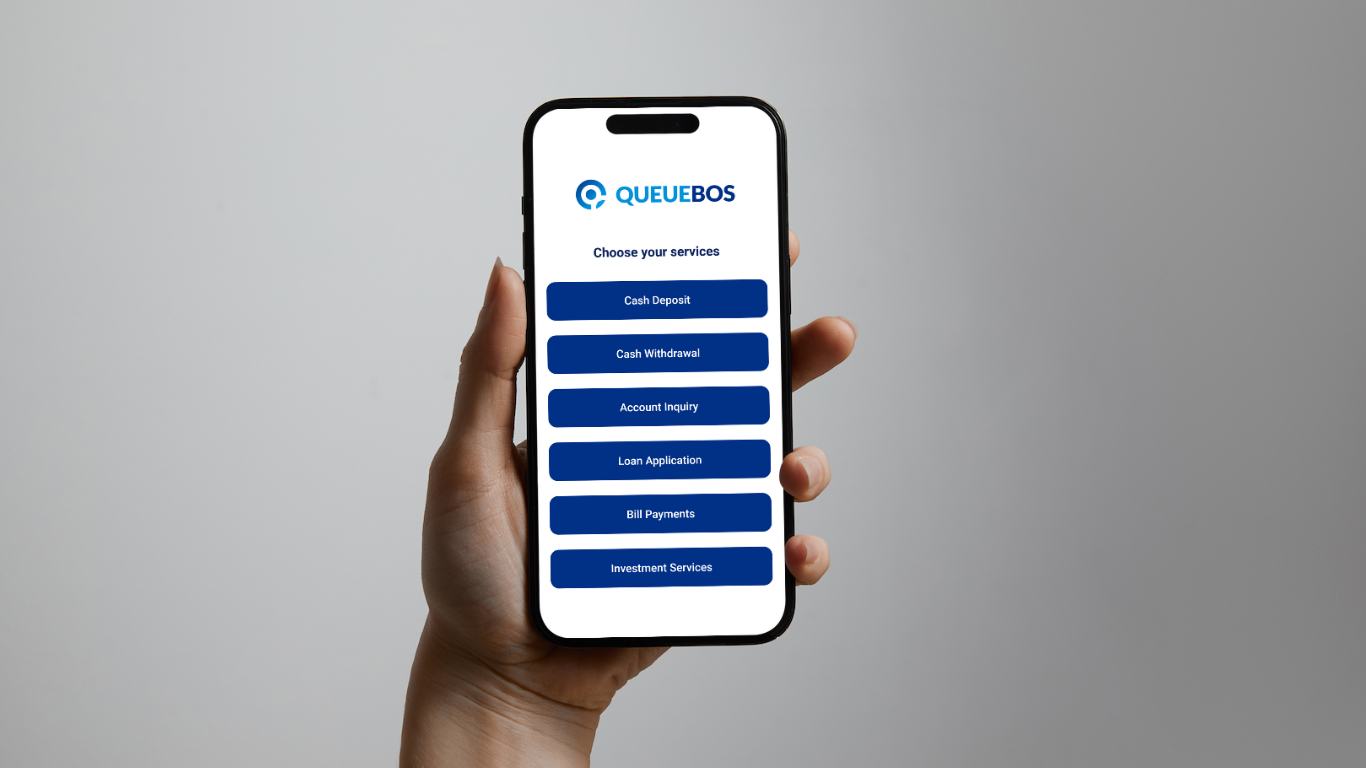 QUEUEBOS
Choose your services
Cash Deposit
Cash Withdrawal
Account Inquiry
Loan Application
Bill Payments
Investment Services